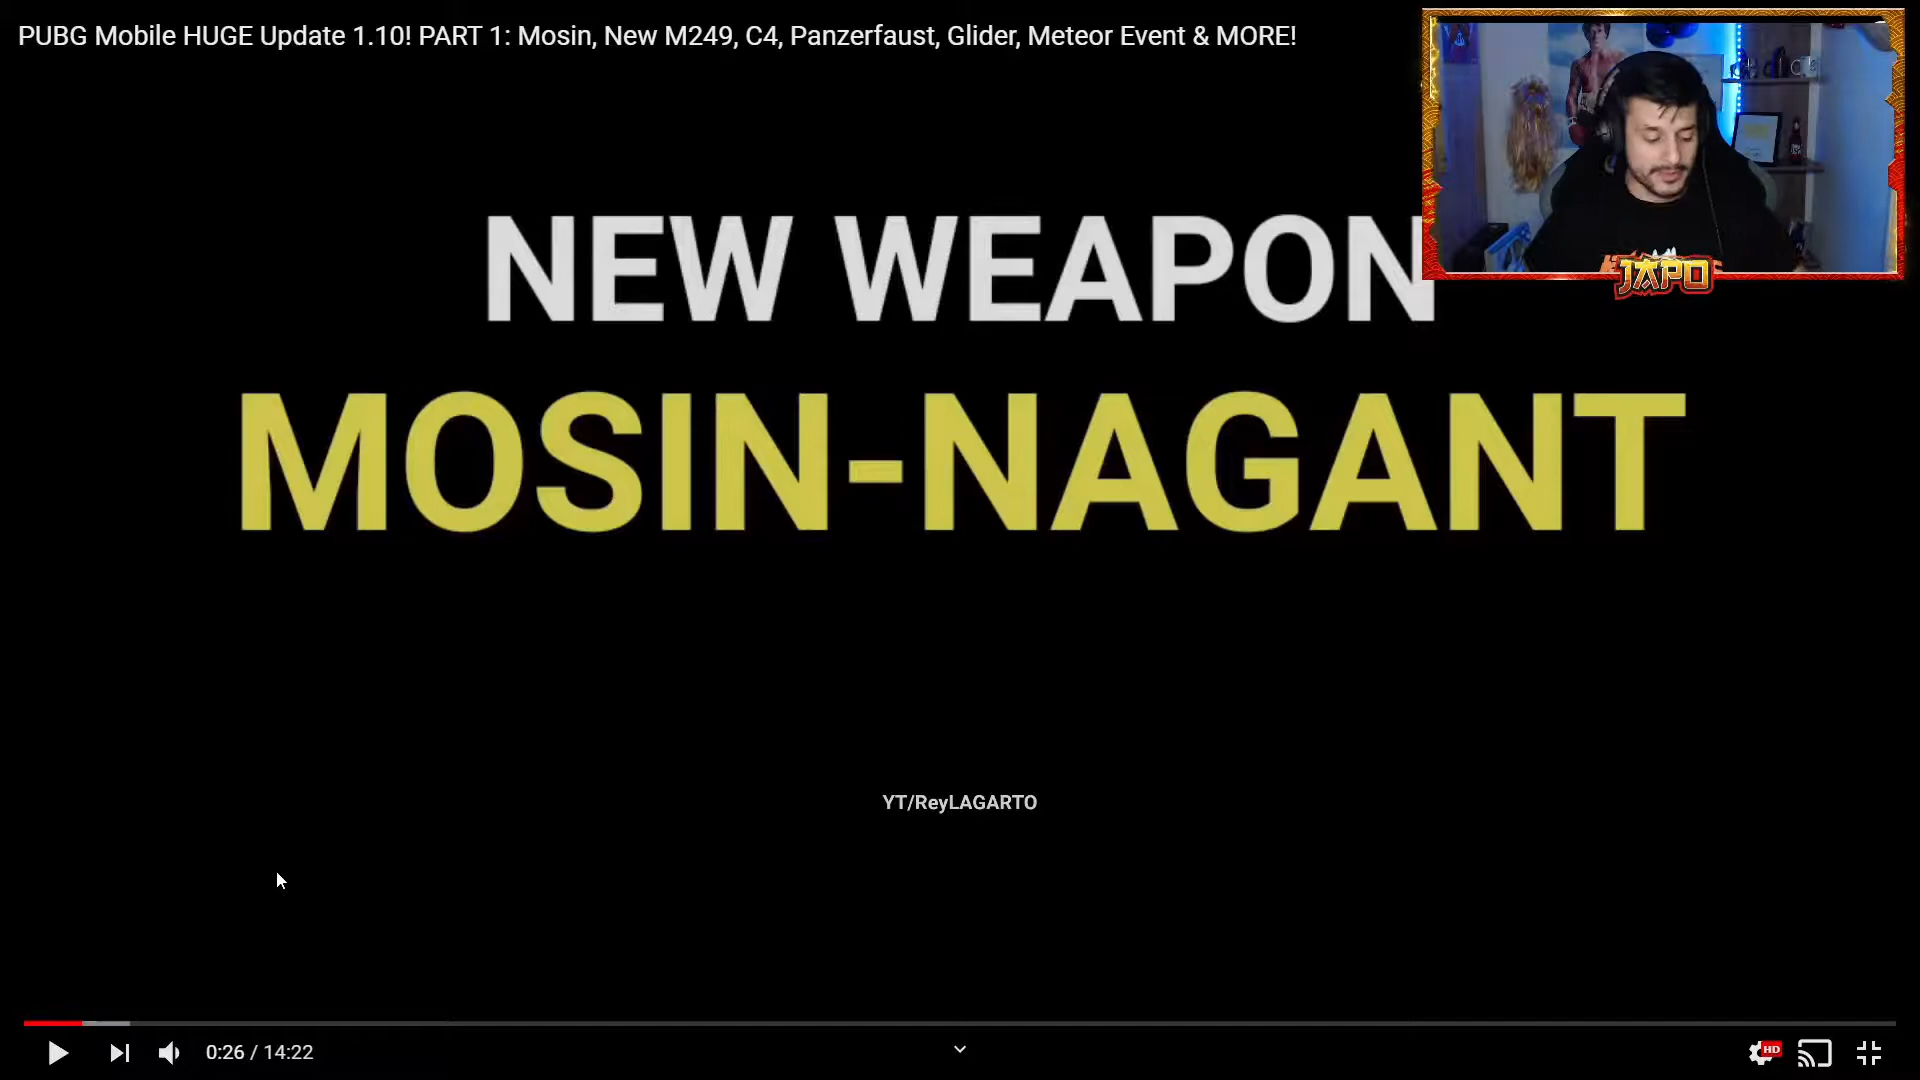 PUBG Mobile HUGE Update 1.10! PART 1: Mosin, New M249, C4, Panzerfaust, Glider, Meteor Event & MORE!
JAPO
NEW WEAPON
MOSIN-NAGANT
YT/ReyLAGARTO
0:26 / 14:22
HD